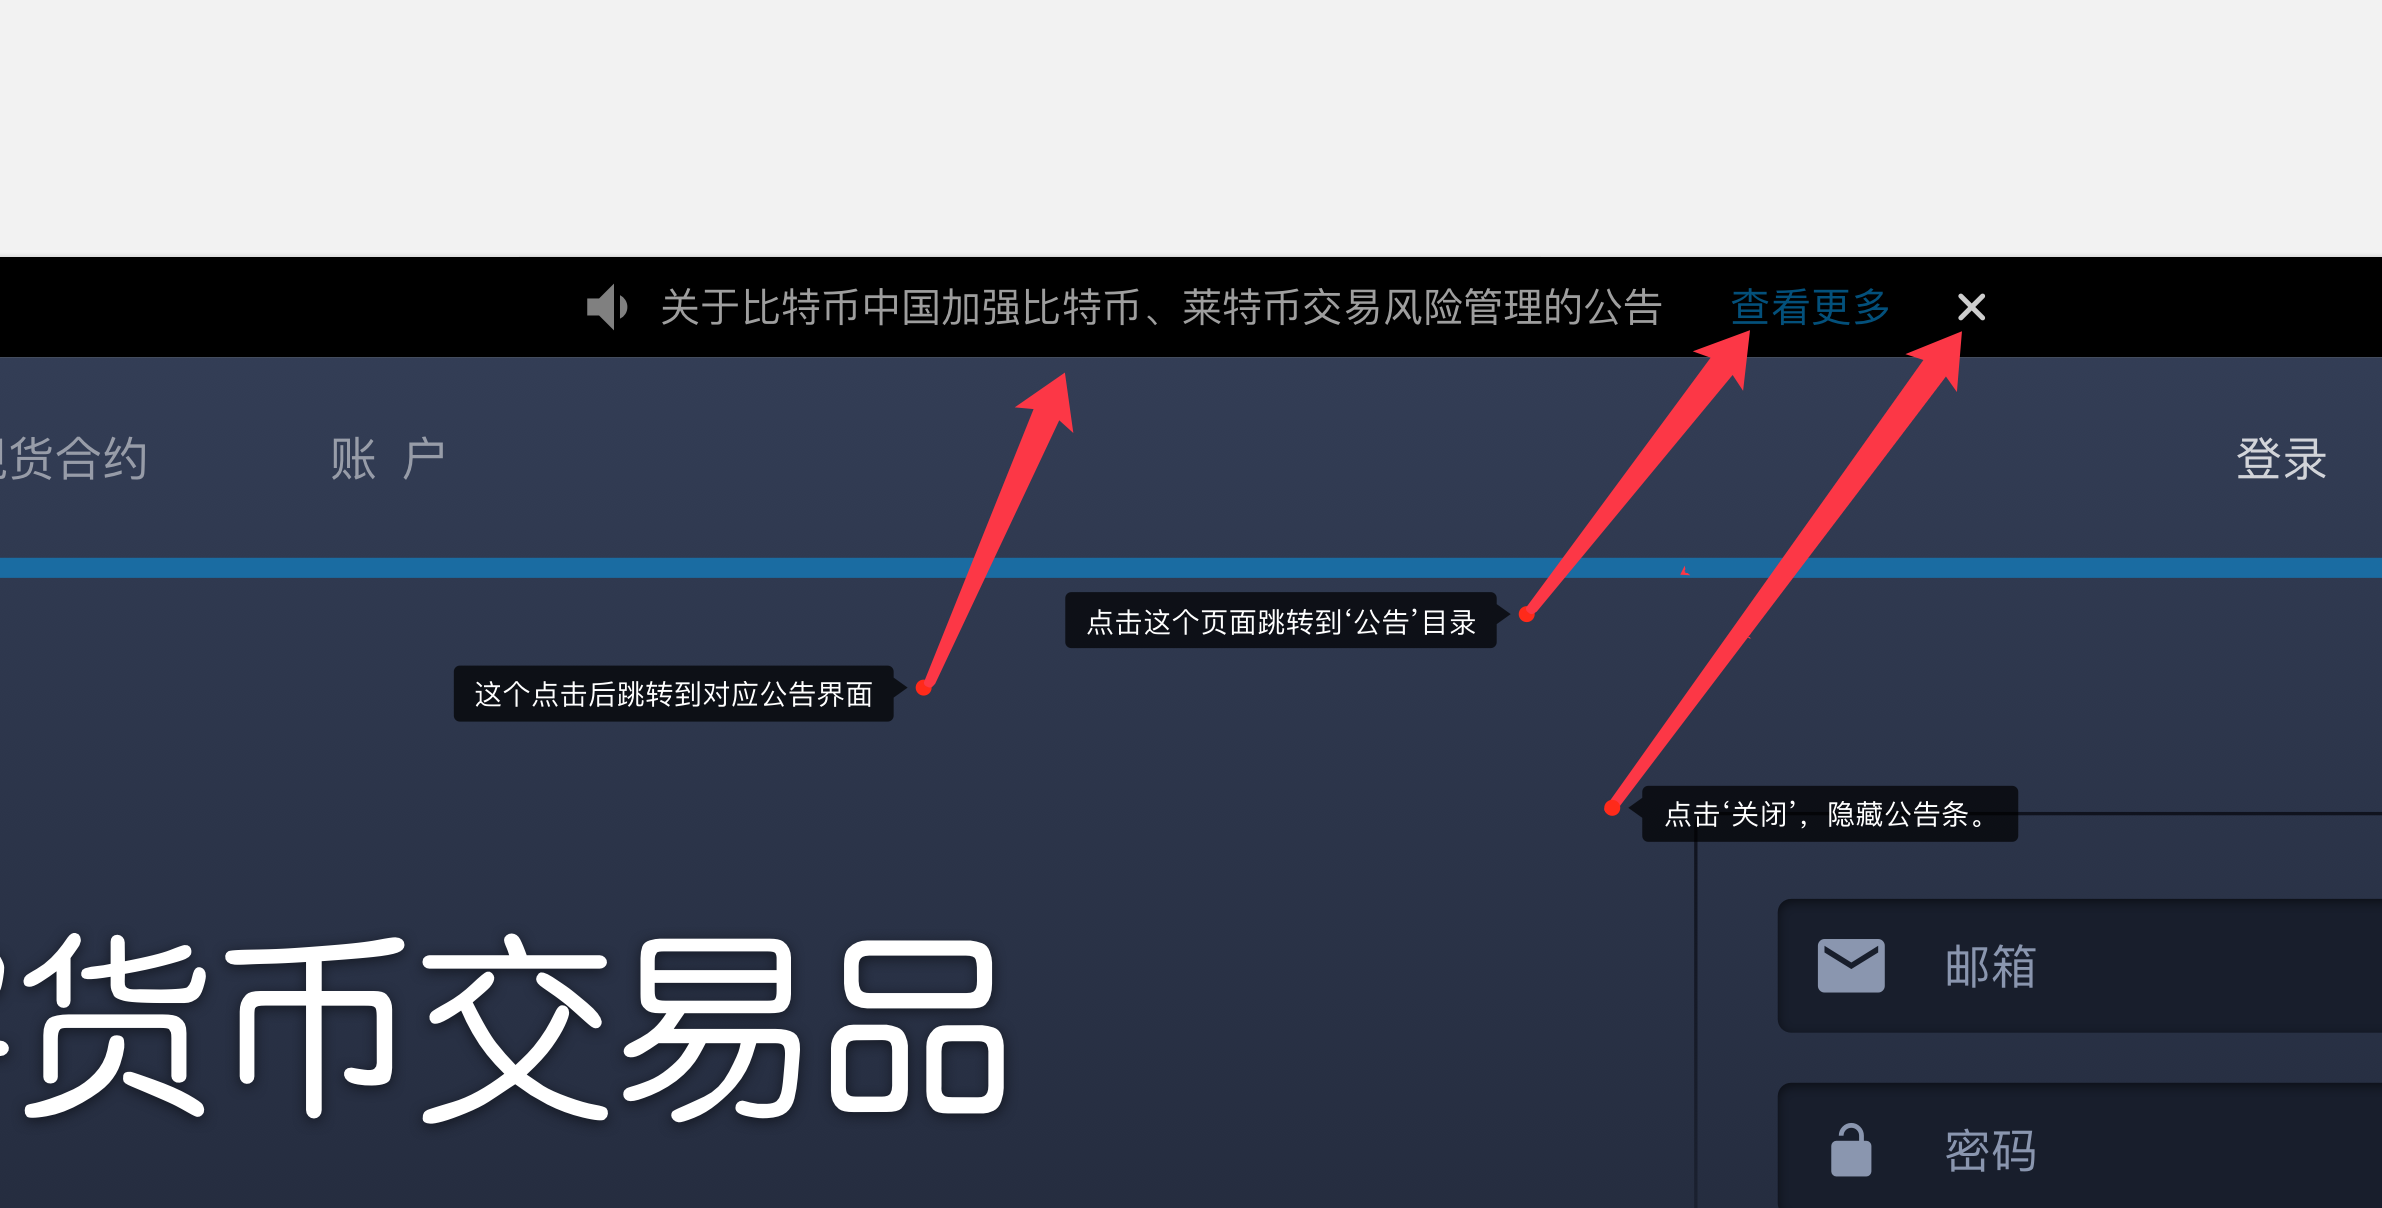 关于比特币中国加强比特币、莱特币交易风险管理的公告 查看更多
货合约 账 户 登录
点击这个页面跳转到‘公告’目录
这个点击后跳转到对应公告界面
点击‘关闭’，隐藏公告条。
货币交易品
邮箱
密码